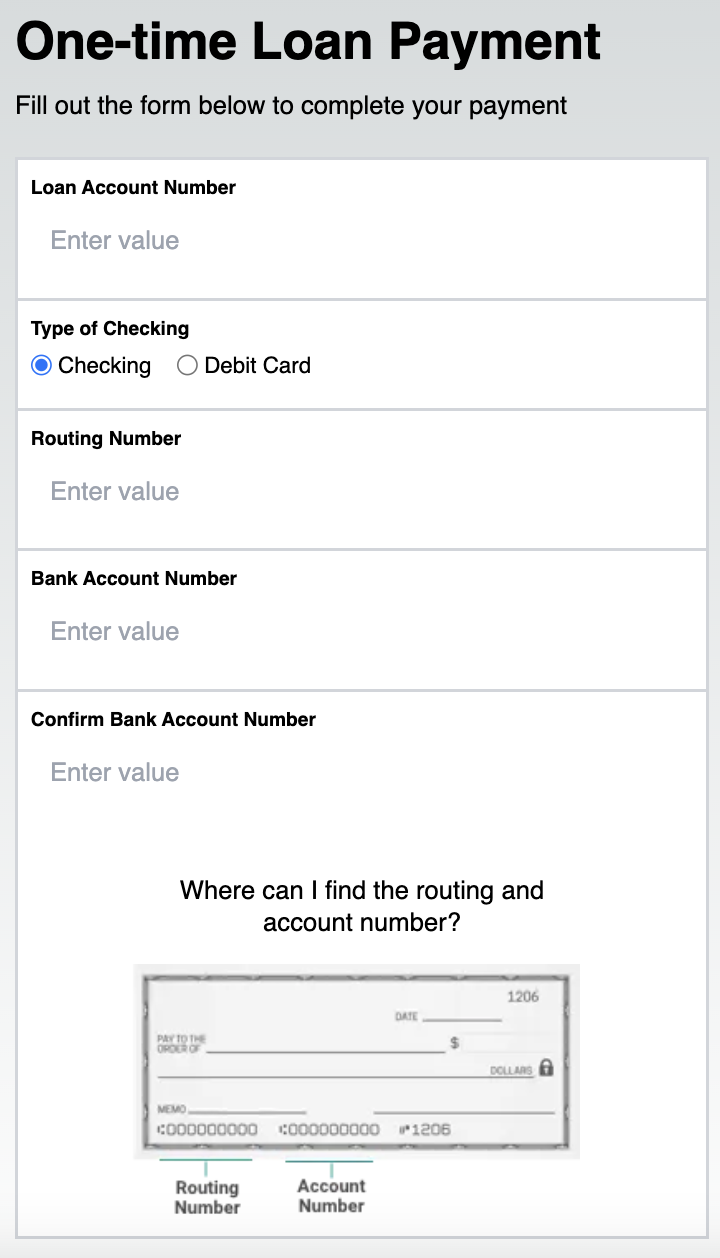 One-time Loan Payment
Fill out the form below to complete your payment
Loan Account Number
Enter value
Type of Checking
Checking Debit Card
Routing Number
Enter value
Bank Account Number
Enter value
Confirm Bank Account Number
Enter value
Where can I find the routing and
account number?
1206
DATE
PAY TO THE
ORDER OF
$
DOLLARS
MEMO
⑆000000000 ⑆000000000 ⑈1206
Routing Account
Number Number